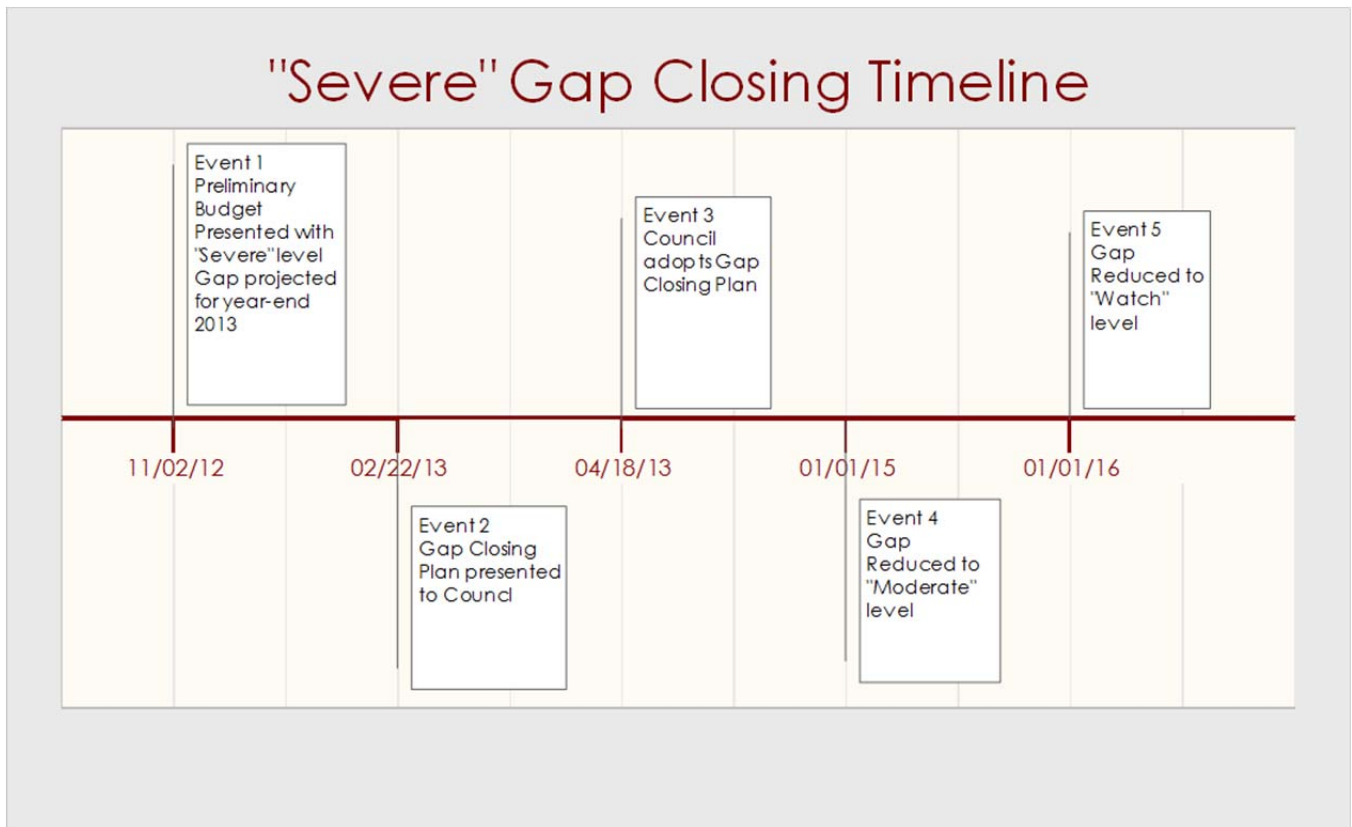 "Severe" Gap Closing Timeline
Event 1
Preliminary
Budget
Presented with
"Severe" level
Gap projected
for year-end
2013
Event 3
Council
adopts Gap
Closing Plan
Event 5
Gap
Reduced to
"Watch"
level
11/02/12
02/22/13
04/18/13
01/01/15
01/01/16
Event 2
Gap Closing
Plan presented
to Councl
Event 4
Gap
Reduced to
"Moderate"
level